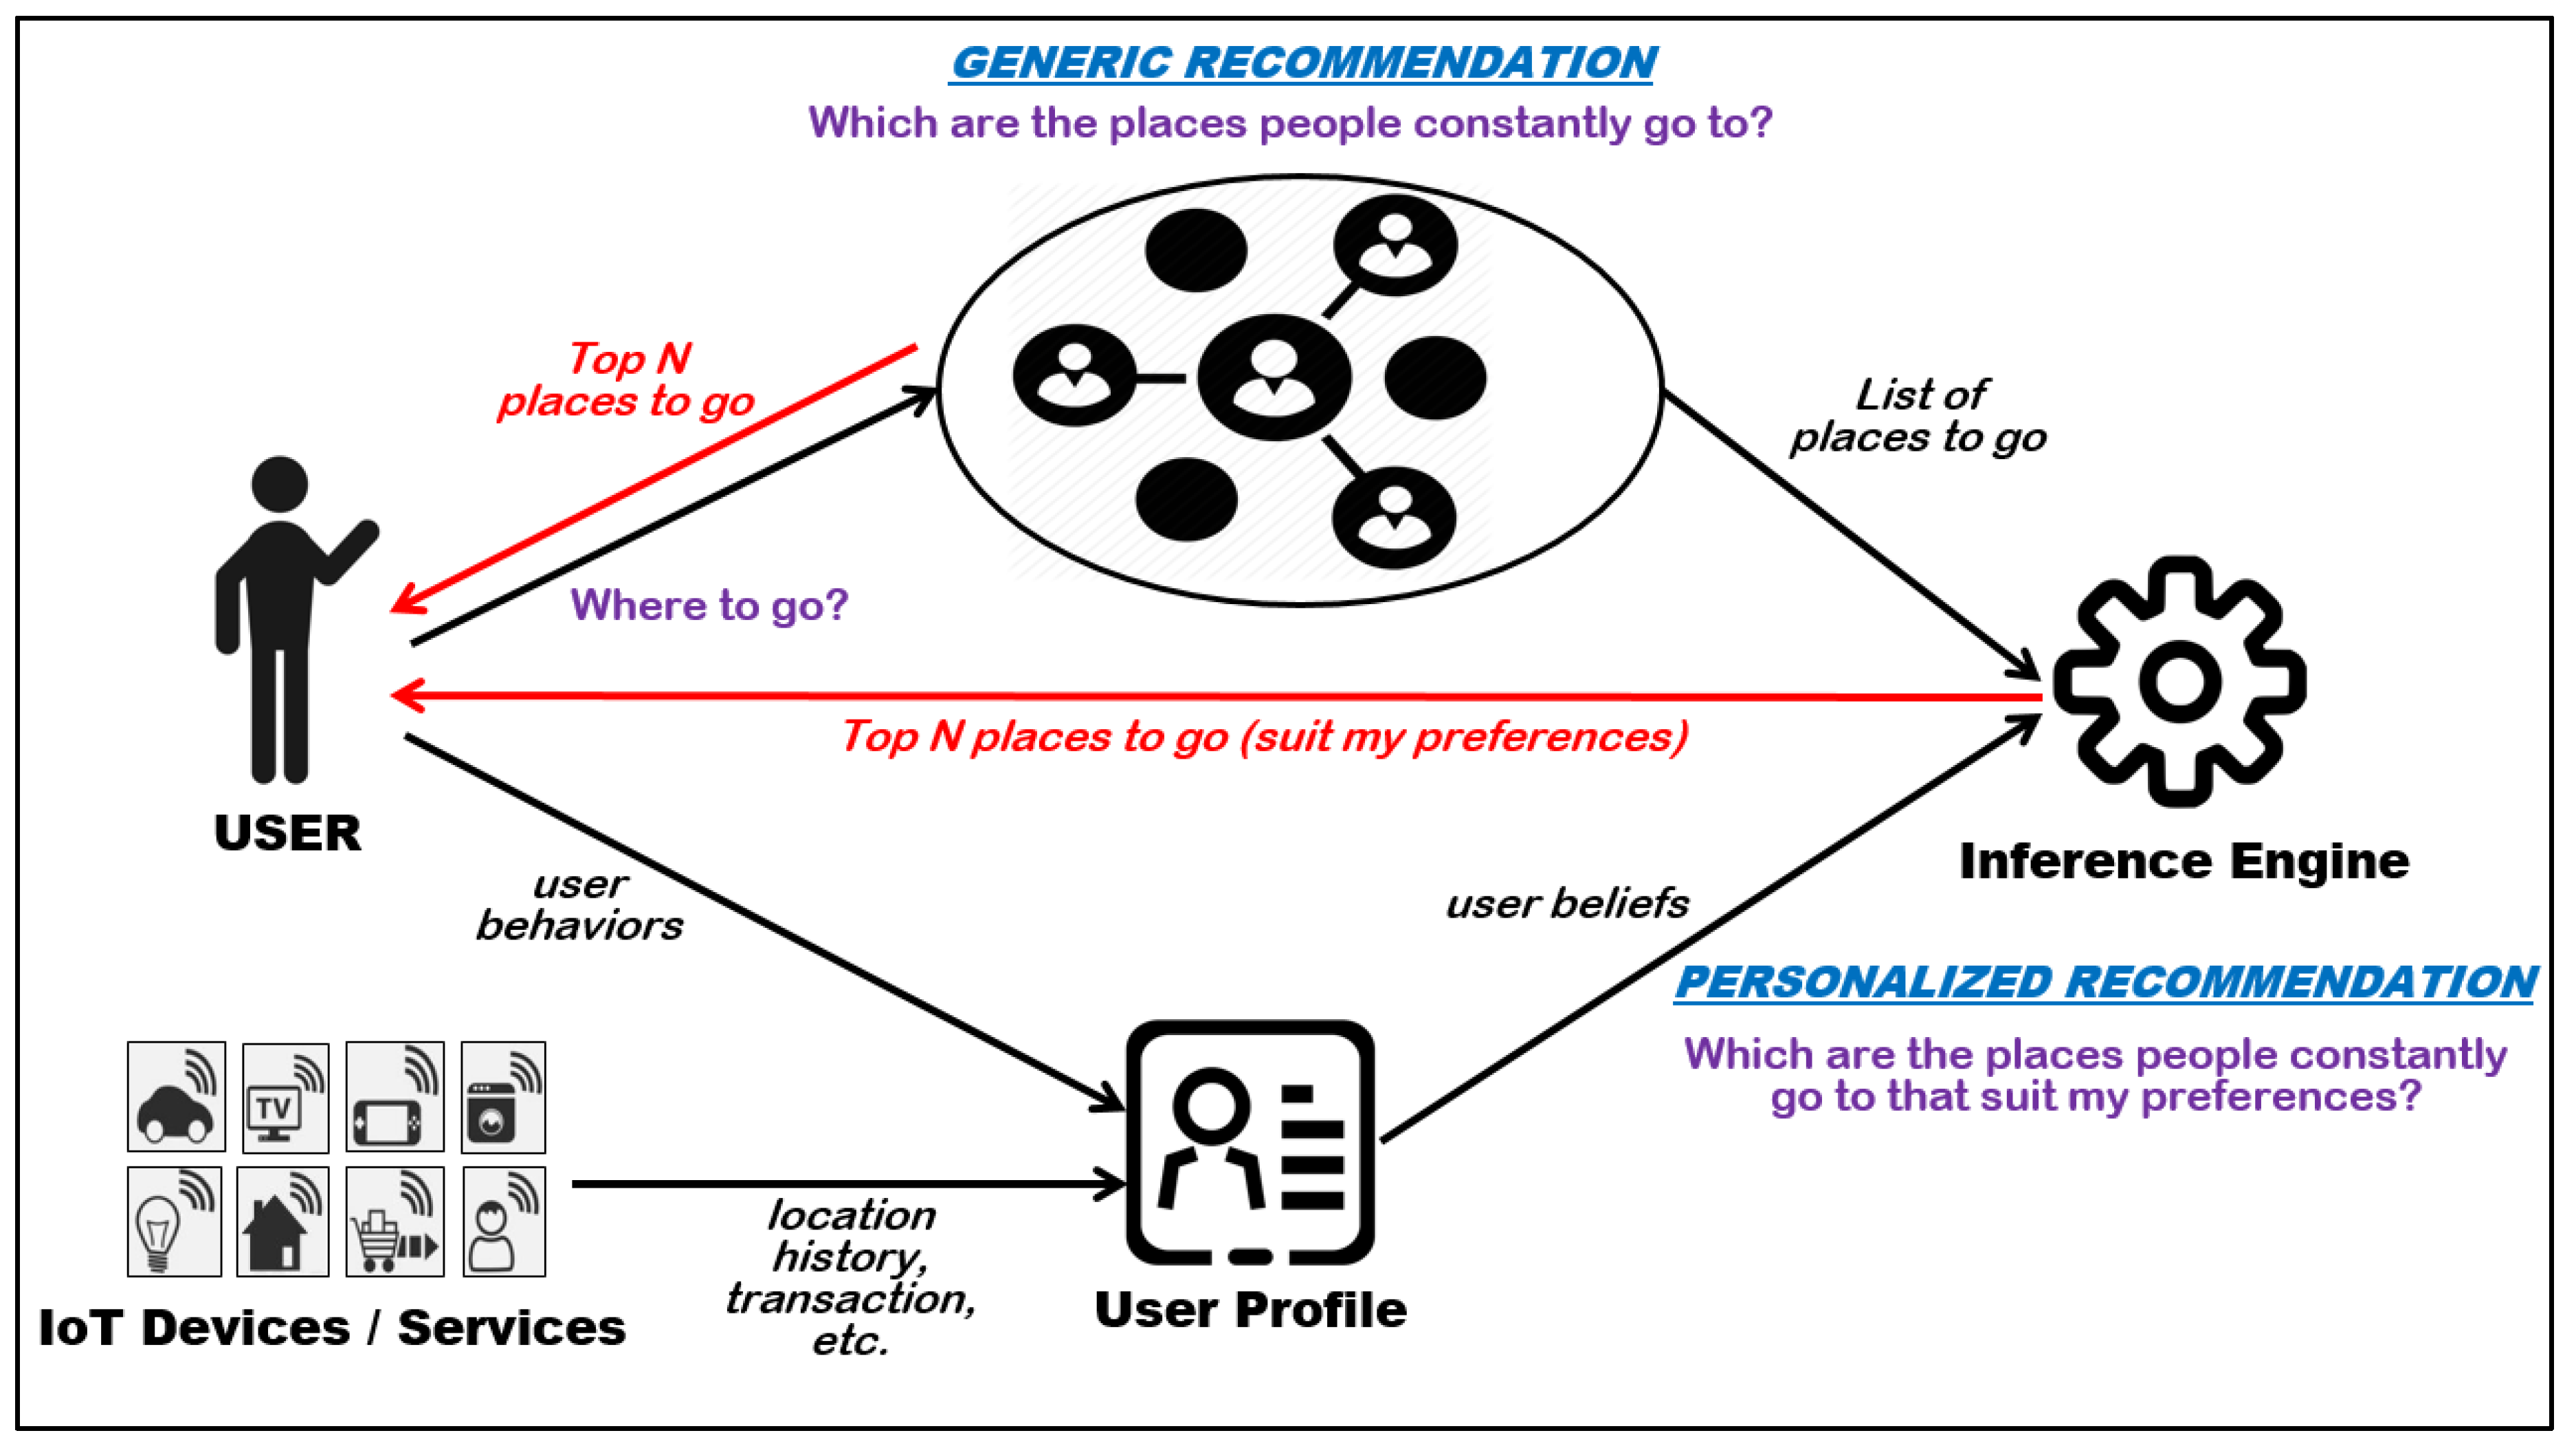 GENERIC RECOMMENDATION
Which are the places people constantly go to?
Top N
places to go
List of
places to go
Where to go?
Top N places to go (suit my preferences)
USER
Inference Engine
user
behaviors
user beliefs
PERSONALIZED RECOMMENDATION
Which are the places people constantly
go to that suit my preferences?
TV
location
history,
transaction,
etc.
IoT Devices / Services
User Profile